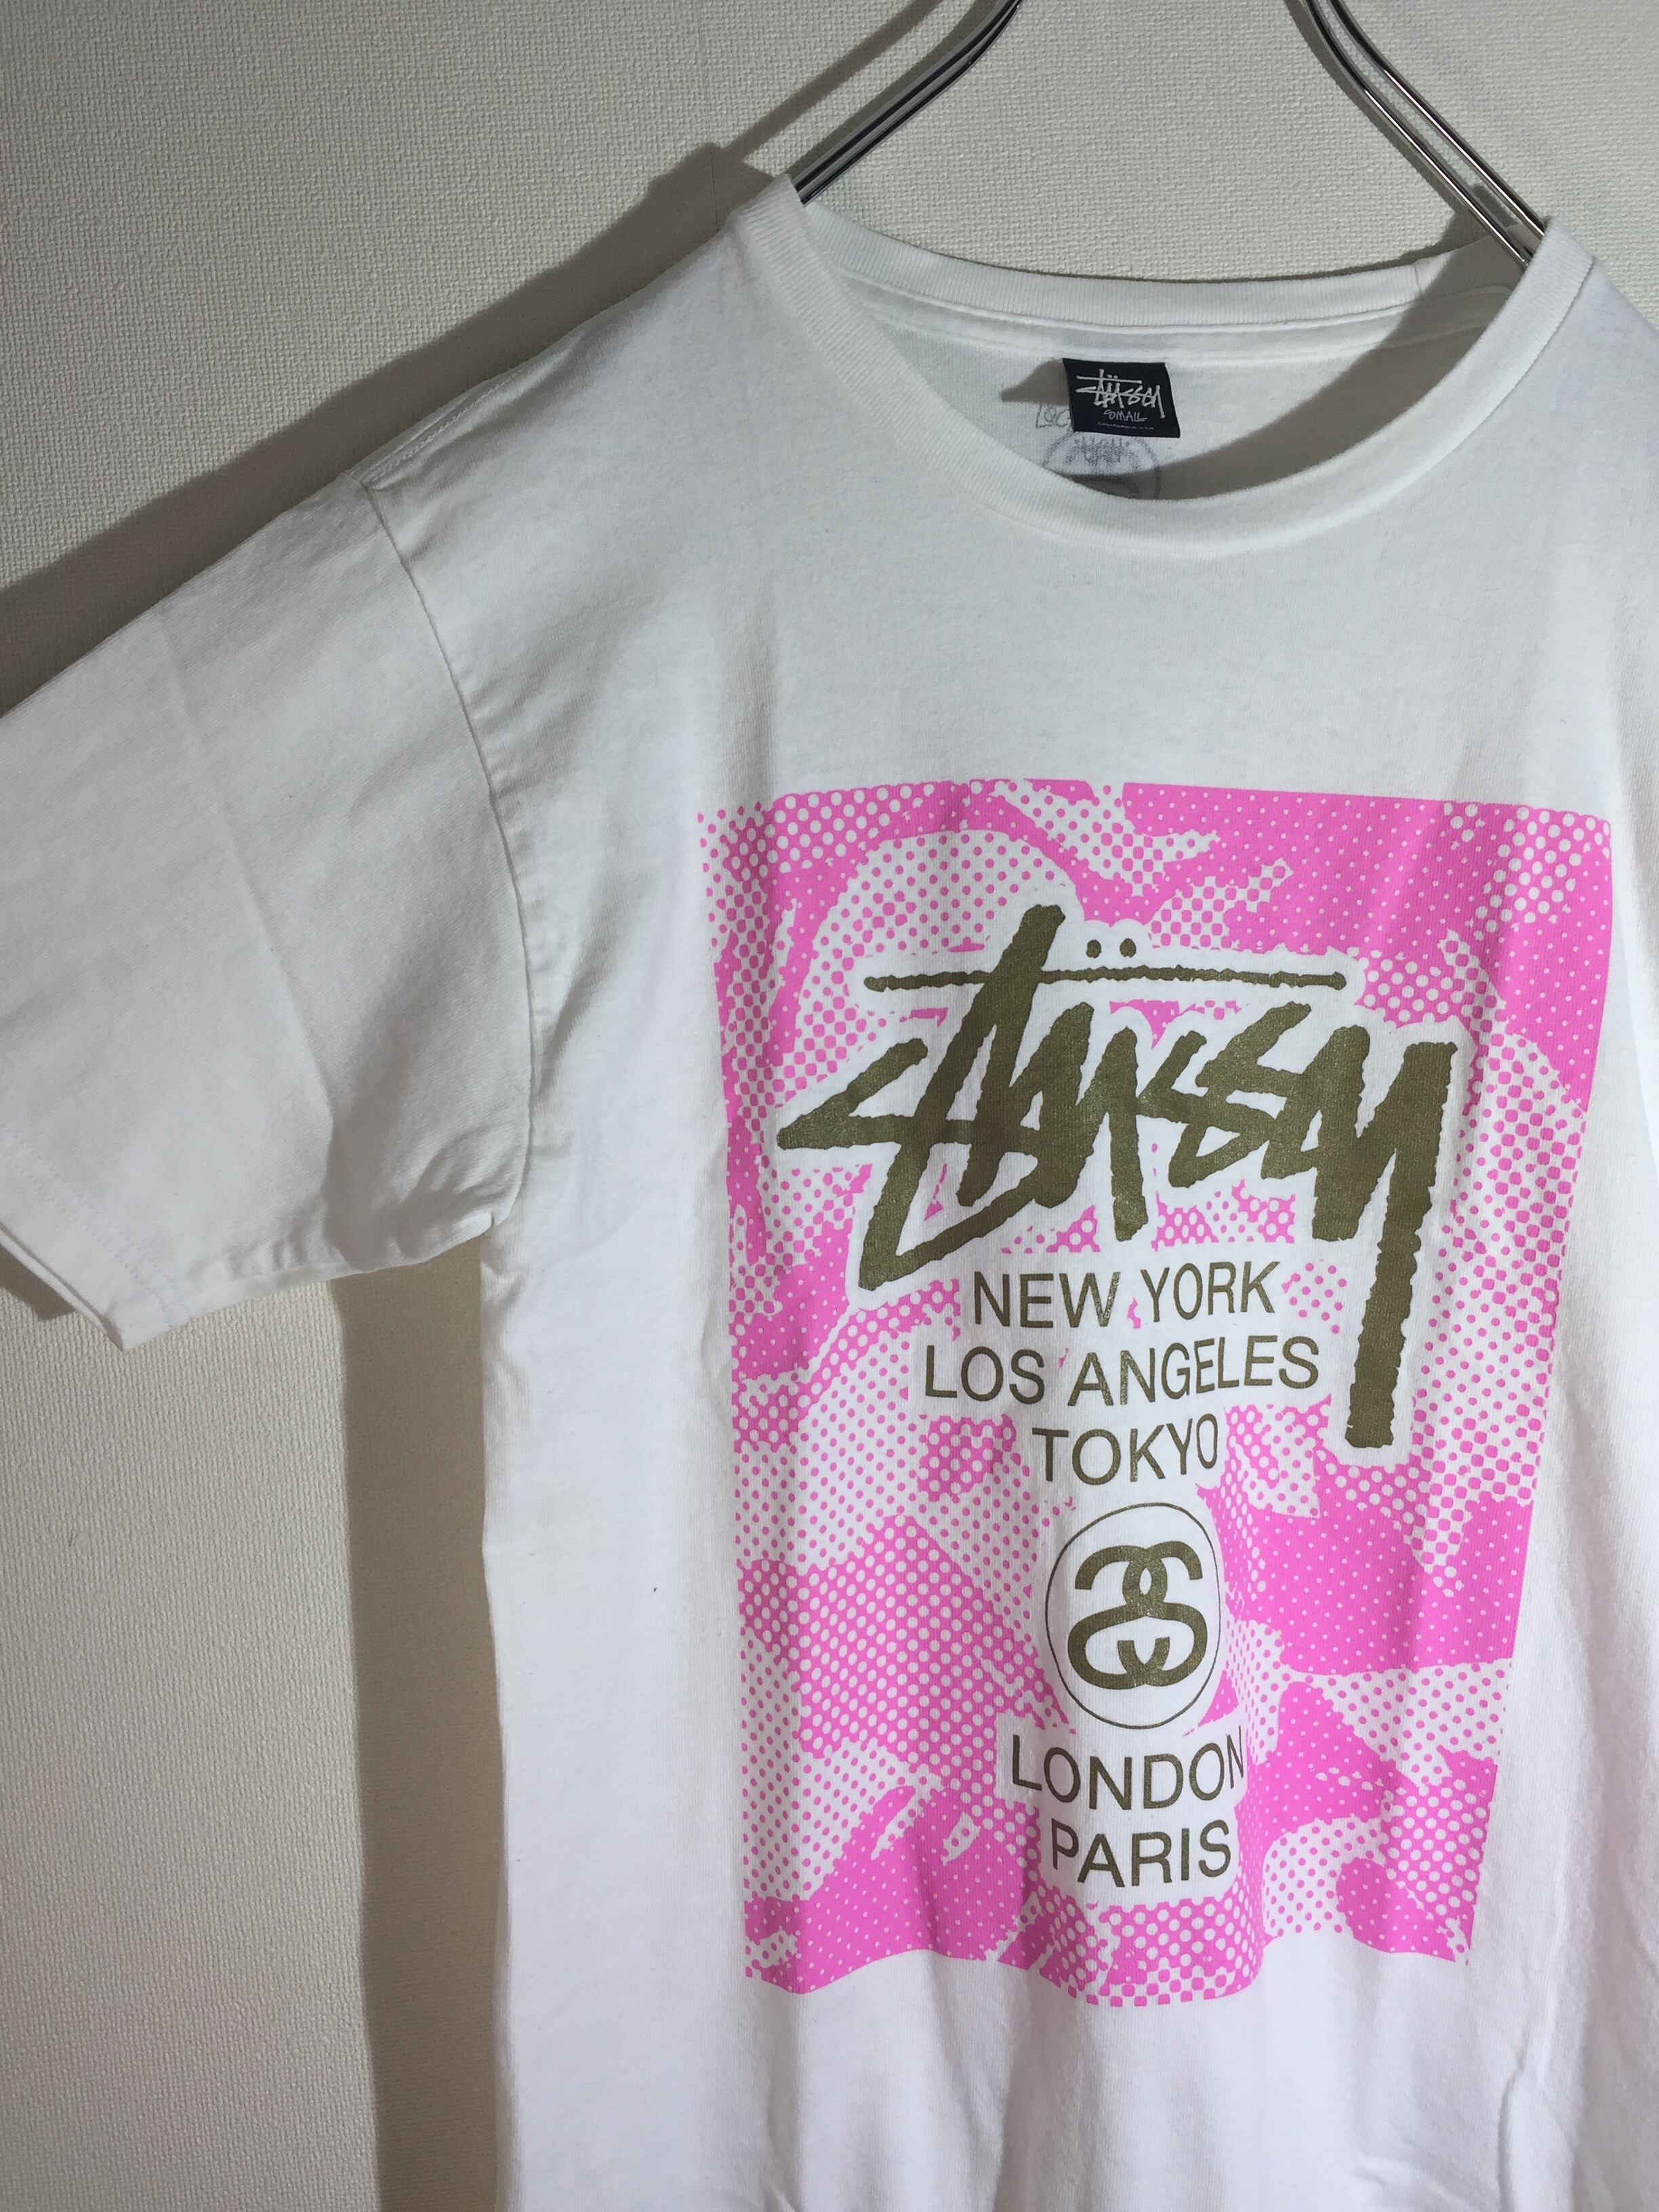 Stüssy
SMALL
Stüssy
NEW YORK
LOS ANGELES
TOKYO
LONDON
PARIS